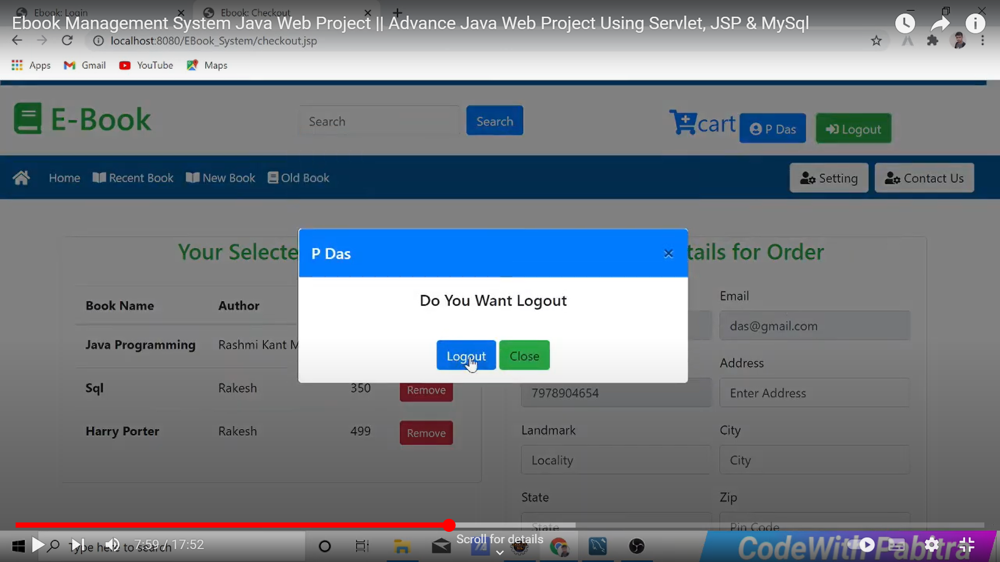 Ebook: Login
Ebook: Checkout
Ebook Management System Java Web Project || Advance Java Web Project Using Servlet, JSP & MySql
localhost:8080/EBook_System/checkout.jsp
Apps Gmail YouTube Maps
E-Book
Search
Search
cart
P Das
Logout
Home Recent Book New Book Old Book
Setting
Contact Us
Your Selecte
tails for Order
P Das
×
Do You Want Logout
Logout
Close
Book Name Author
Java Programming Rashmi Kant M
Sql Rakesh 350 Remove
Harry Porter Rakesh 499 Remove
Email
das@gmail.com
Address
7978904654
Enter Address
Landmark
City
Locality
City
State
Zip
State
Pin Code
Scroll for details
Type here to search
7:59 / 17:52
CodeWith Pabitra